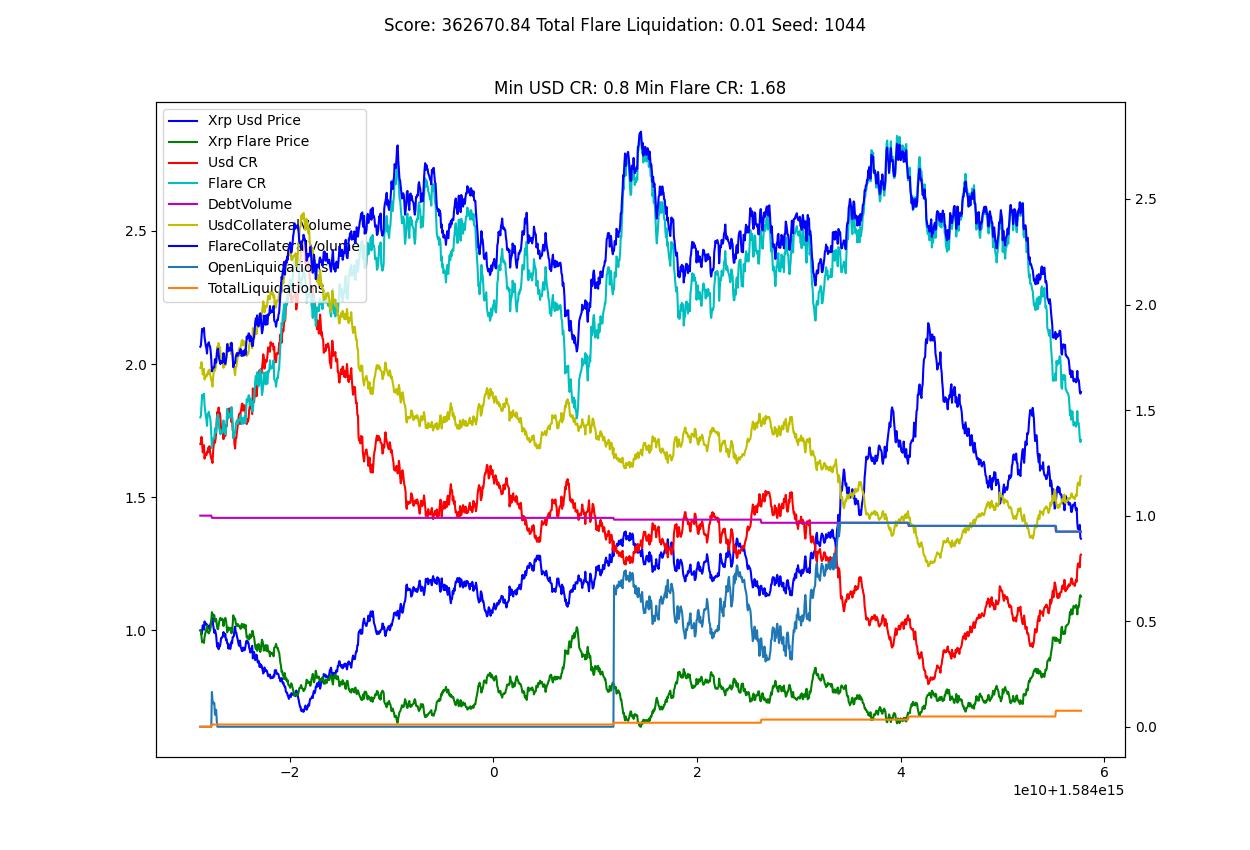 Score: 362670.84 Total Flare Liquidation: 0.01 Seed: 1044
Min USD CR: 0.8 Min Flare CR: 1.68
Xrp Usd Price
Xrp Flare Price
Usd CR
Flare CR
DebtVolume
UsdCollateralVolume
FlareCollateralVolume
OpenLiquidations
TotalLiquidations
2.5
2.0
1.5
1.0
2.5
2.0
1.5
1.0
0.5
0.0
−2 0 2 4 6
1e10+1.584e15